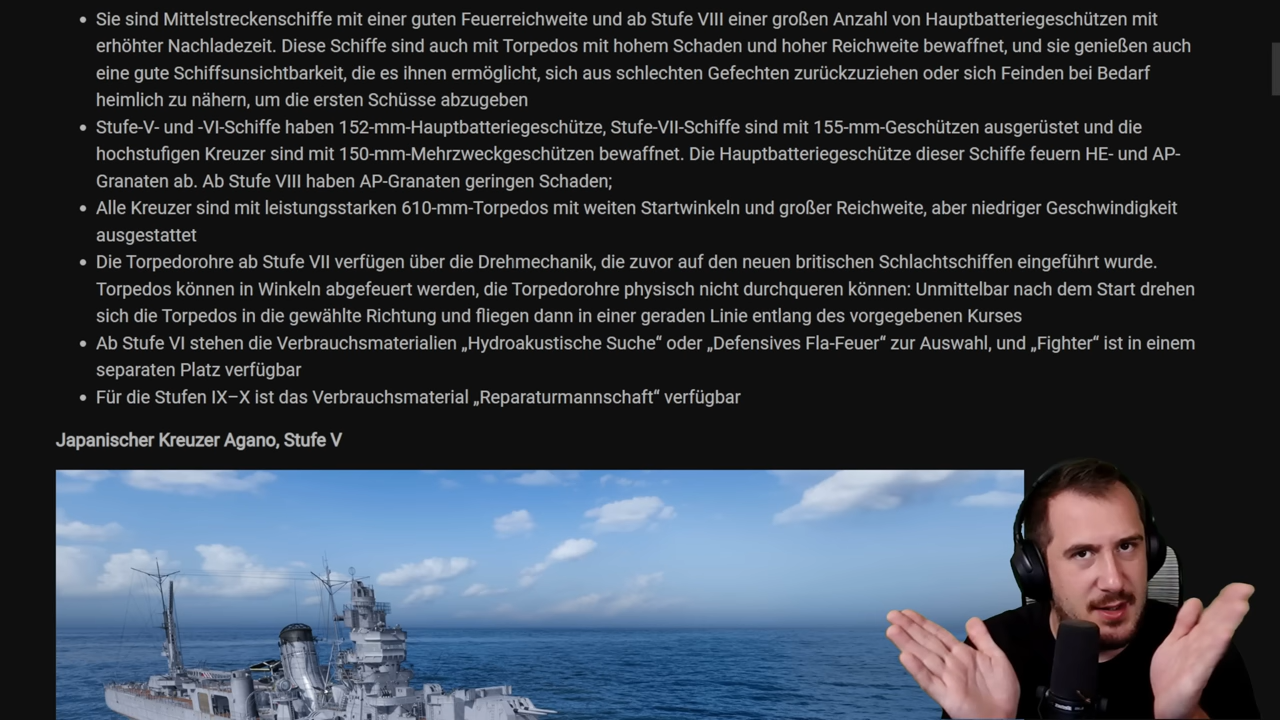 Sie sind Mittelstreckenschiffe mit einer guten Feuerreichweite und ab Stufe VIII einer großen Anzahl von Hauptbatteriegeschützen mit
erhöhter Nachladezeit. Diese Schiffe sind auch mit Torpedos mit hohem Schaden und hoher Reichweite bewaffnet, und sie genießen auch
eine gute Schiffsunsichtbarkeit, die es ihnen ermöglicht, sich aus schlechten Gefechten zurückzuziehen oder sich Feinden bei Bedarf
heimlich zu nähern, um die ersten Schüsse abzugeben
Stufe-V- und -VI-Schiffe haben 152-mm-Hauptbatteriegeschütze, Stufe-VII-Schiffe sind mit 155-mm-Geschützen ausgerüstet und die
hochstufigen Kreuzer sind mit 150-mm-Mehrzweckgeschützen bewaffnet. Die Hauptbatteriegeschütze dieser Schiffe feuern HE- und AP-
Granaten ab. Ab Stufe VIII haben AP-Granaten geringen Schaden;
Alle Kreuzer sind mit leistungsstarken 610-mm-Torpedos mit weiten Startwinkeln und großer Reichweite, aber niedriger Geschwindigkeit
ausgestattet
Die Torpedorohre ab Stufe VII verfügen über die Drehmechanik, die zuvor auf den neuen britischen Schlachtschiffen eingeführt wurde.
Torpedos können in Winkeln abgefeuert werden, die Torpedorohre physisch nicht durchqueren können: Unmittelbar nach dem Start drehen
sich die Torpedos in die gewählte Richtung und fliegen dann in einer geraden Linie entlang des vorgegebenen Kurses
Ab Stufe VI stehen die Verbrauchsmaterialien „Hydroakustische Suche“ oder „Defensives Fla-Feuer“ zur Auswahl, und „Fighter“ ist in einem
separaten Platz verfügbar
Für die Stufen IX–X ist das Verbrauchsmaterial „Reparaturmannschaft“ verfügbar
Japanischer Kreuzer Agano, Stufe V